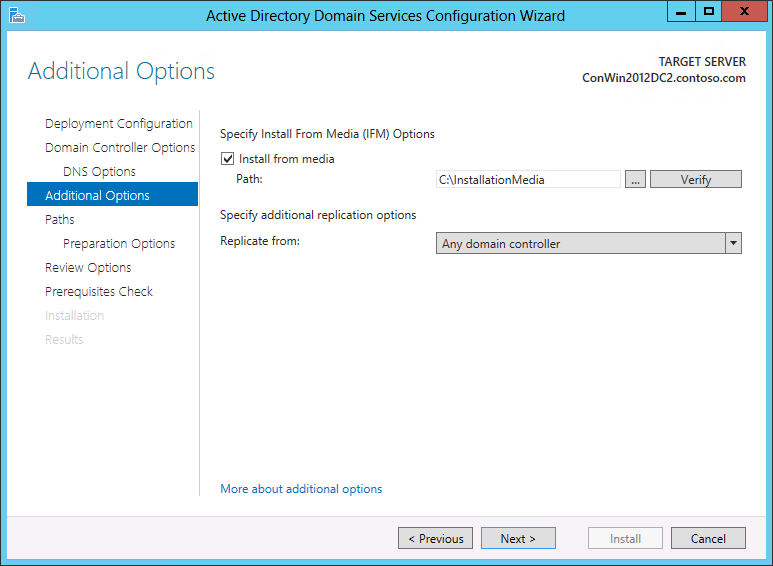 Active Directory Domain Services Configuration Wizard
Additional Options
TARGET SERVER
ConWin2012DC2.contoso.com
Deployment Configuration
Domain Controller Options
DNS Options
Additional Options
Paths
Preparation Options
Review Options
Prerequisites Check
Installation
Results
Specify Install From Media (IFM) Options
Install from media
Path: C:\InstallationMedia ... Verify
Specify additional replication options
Replicate from: Any domain controller
More about additional options
< Previous Next > Install Cancel